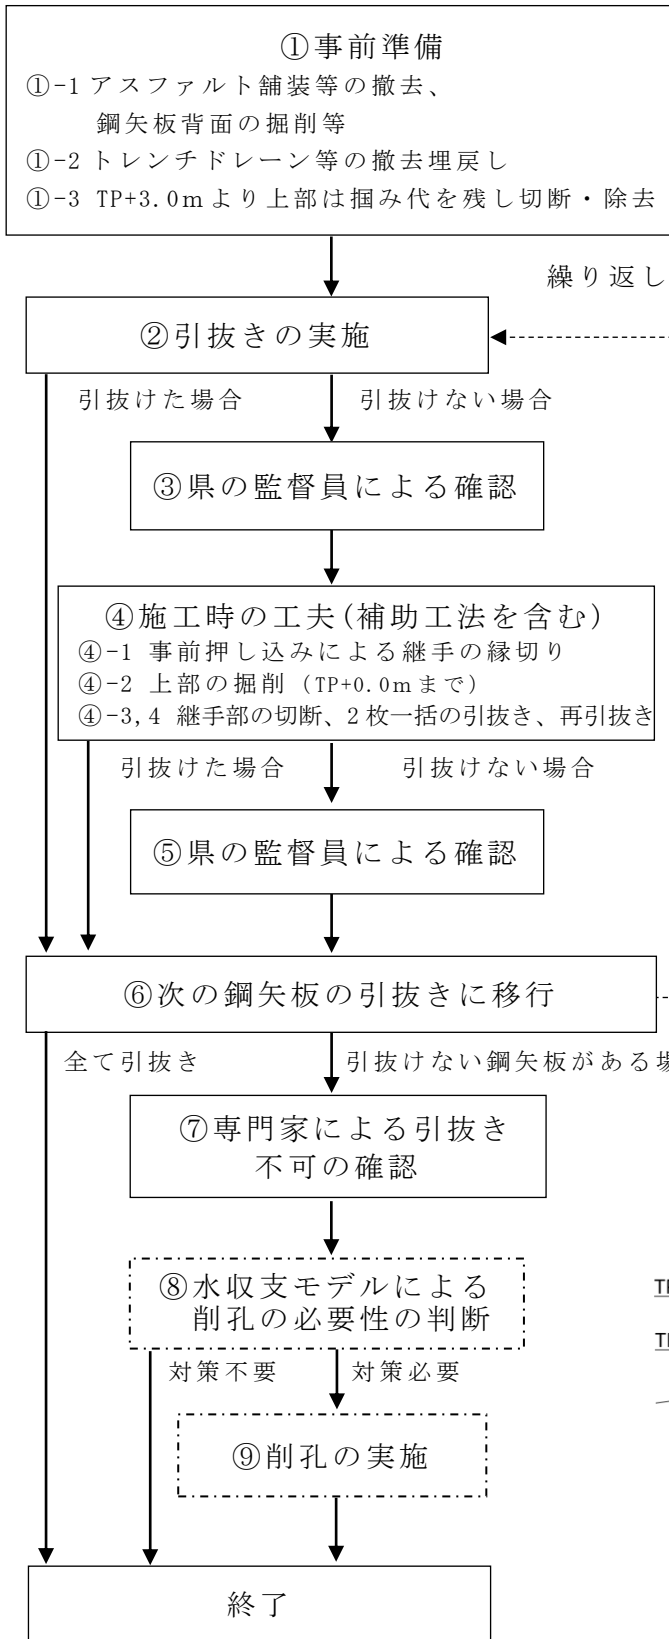 ①事前準備
①-1 アスファルト舗装等の撤去、
鋼矢板背面の掘削等
①-2 トレンチドレーン等の撤去埋戻し
①-3 TP+3.0mより上部は掴み代を残し切断・除去
繰り返し
②引抜きの実施
引抜けた場合 引抜けない場合
③県の監督員による確認
④施工時の工夫(補助工法を含む)
④-1 事前押し込みによる継手の縁切り
④-2 上部の掘削（TP+0.0mまで）
④-3,4 継手部の切断、2枚一括の引抜き、再引抜き
引抜けた場合 引抜けない場合
⑤県の監督員による確認
⑥次の鋼矢板の引抜きに移行
全て引抜き 引抜けない鋼矢板がある
⑦専門家による引抜き
不可の確認
⑧水収支モデルによる
削孔の必要性の判断
対策不要 対策必要
⑨削孔の実施
終了